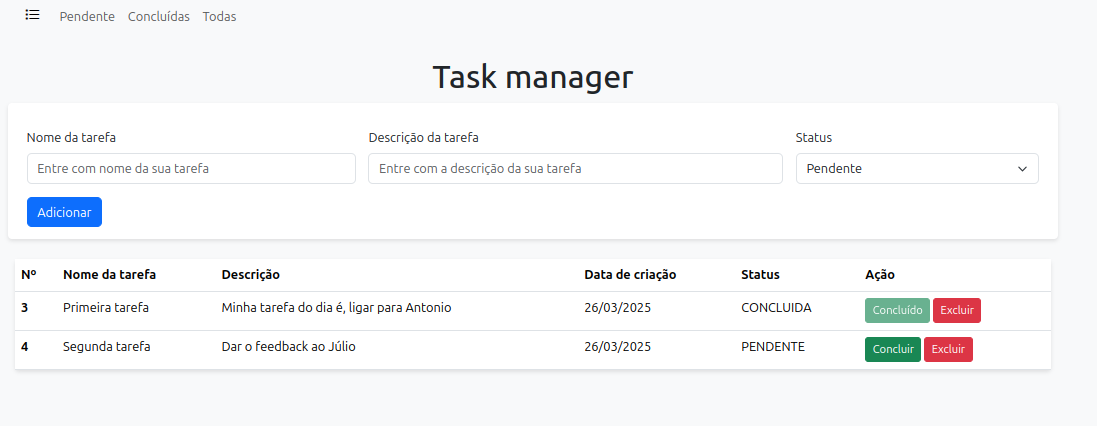 Pendente Concluídas Todas
Task manager
Nome da tarefa Descrição da tarefa Status
Entre com nome da sua tarefa Entre com a descrição da sua tarefa Pendente
Adicionar
Nº Nome da tarefa Descrição Data de criação Status Ação
3 Primeira tarefa Minha tarefa do dia é, ligar para Antonio 26/03/2025 CONCLUIDA Concluído Excluir
4 Segunda tarefa Dar o feedback ao Júlio 26/03/2025 PENDENTE Concluir Excluir